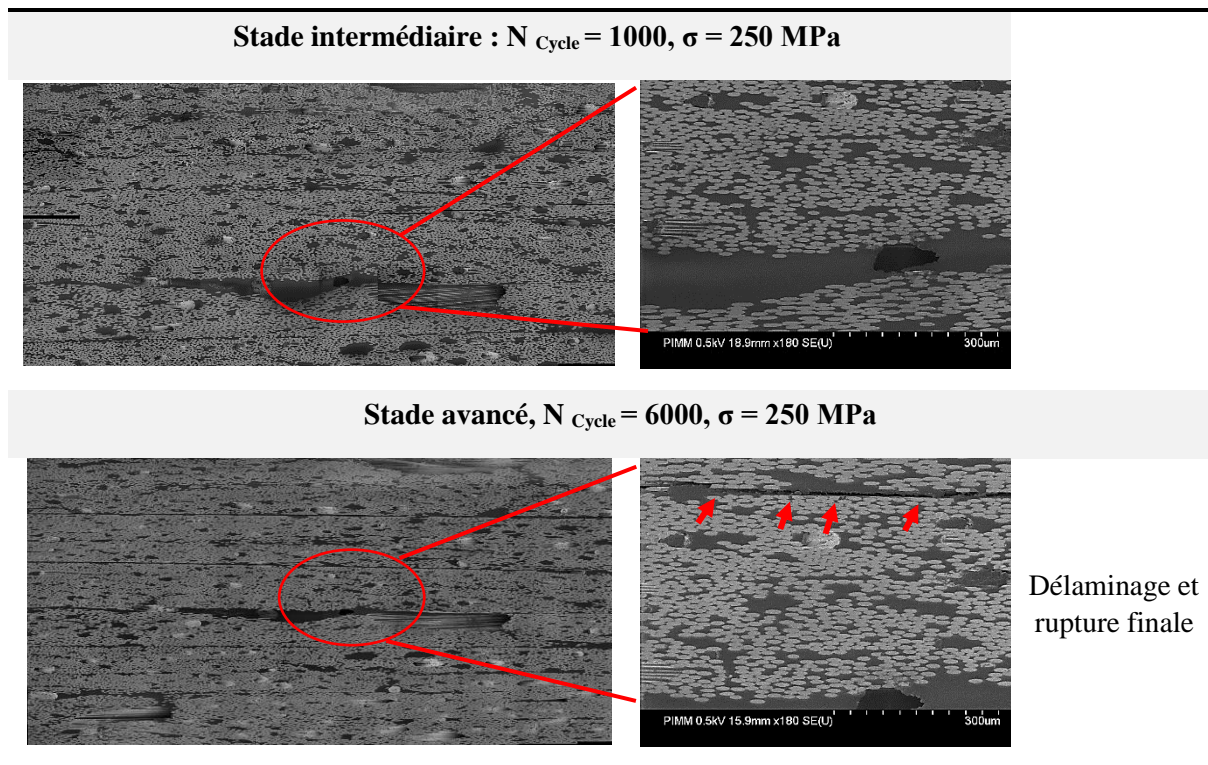 Stade intermédiaire : N Cycle = 1000, σ = 250 MPa
PIMM 0.5kV 18.9mm x180 SE(U)
300um
Stade avancé, N Cycle = 6000, σ = 250 MPa
PIMM 0.5kV 15.9mm x180 SE(U)
300um
Délaminage et
rupture finale